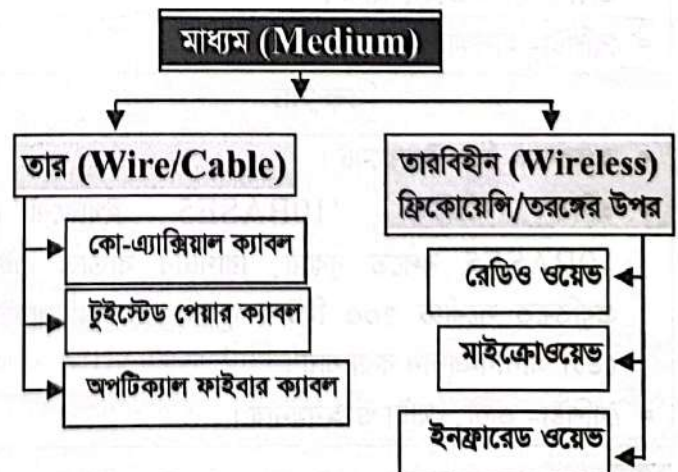 মাধ্যম (Medium)
তার (Wire/Cable)
কো-এ্যাক্সিয়াল ক্যাবল
টুইস্টেড পেয়ার ক্যাবল
অপটিক্যাল ফাইবার ক্যাবল
তারবিহীন (Wireless)
ফ্রিকোয়েন্সি/তরঙ্গের উপর
রেডিও ওয়েভ
মাইক্রোওয়েভ
ইনফ্রারেড ওয়েভ